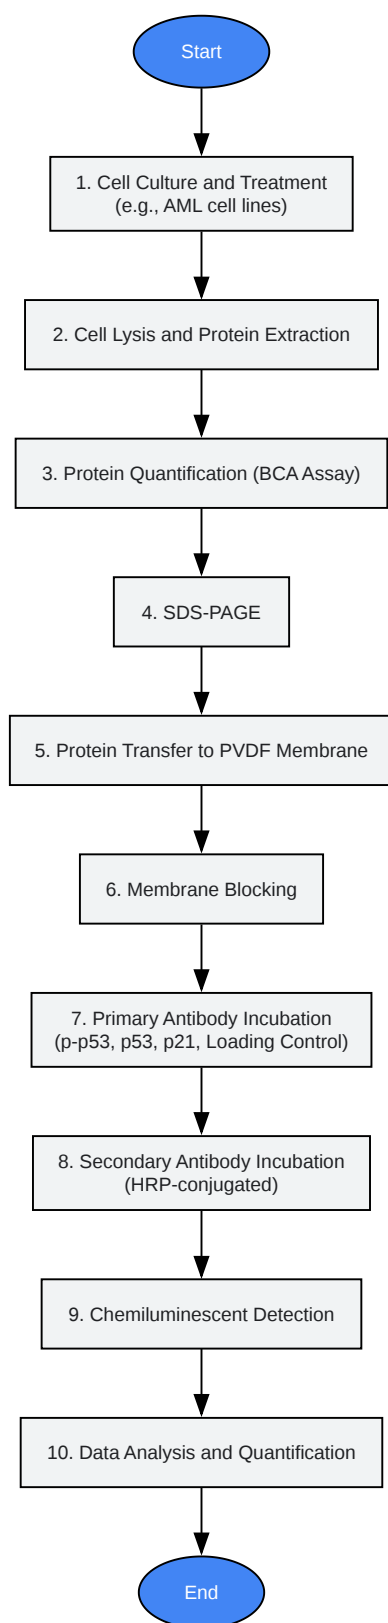 Start
1. Cell Culture and Treatment
(e.g., AML cell lines)
2. Cell Lysis and Protein Extraction
3. Protein Quantification (BCA Assay)
4. SDS-PAGE
5. Protein Transfer to PVDF Membrane
6. Membrane Blocking
7. Primary Antibody Incubation
(p-p53, p53, p21, Loading Control)
8. Secondary Antibody Incubation
(HRP-conjugated)
9. Chemiluminescent Detection
10. Data Analysis and Quantification
End